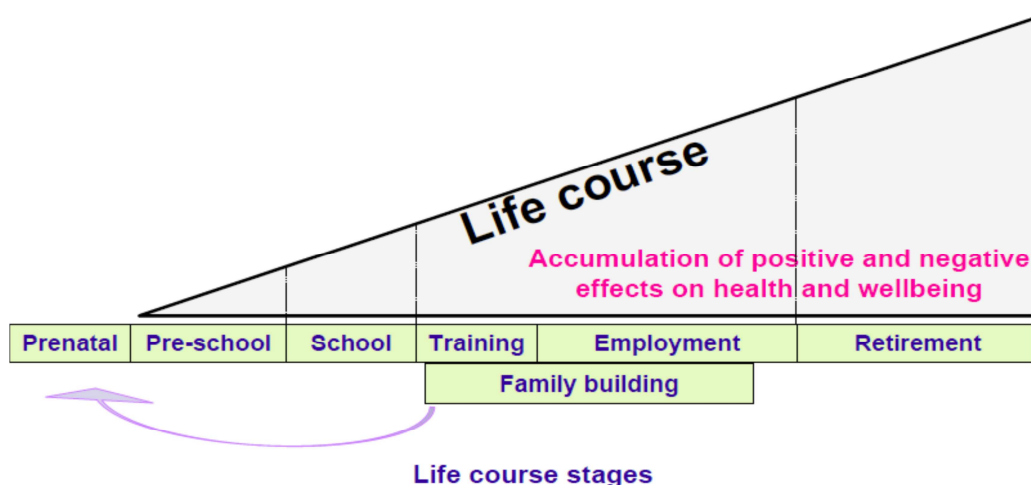 Life course
Accumulation of positive and negative
effects on health and wellbeing
Prenatal
Pre-school
School
Training
Employment
Retirement
Family building
Life course stages